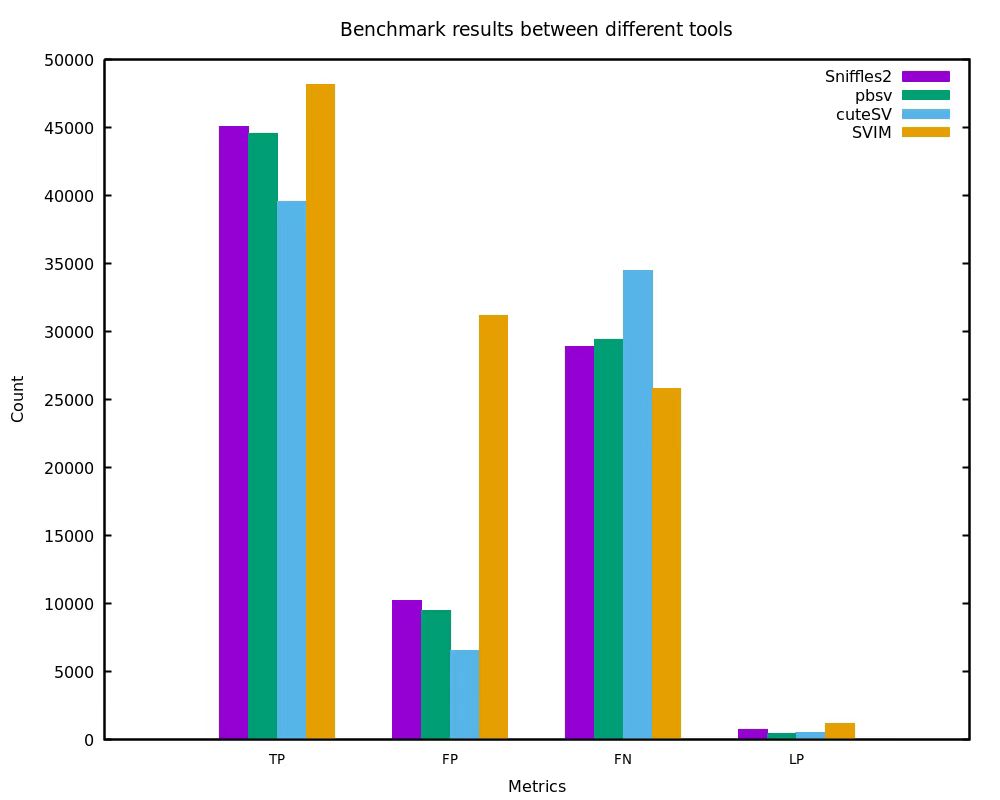 Benchmark results between different tools
50000
45000
40000
35000
30000
25000
20000
15000
10000
5000
0
Count
Sniffles2
pbsv
cuteSV
SVIM
TP FP FN LP
Metrics